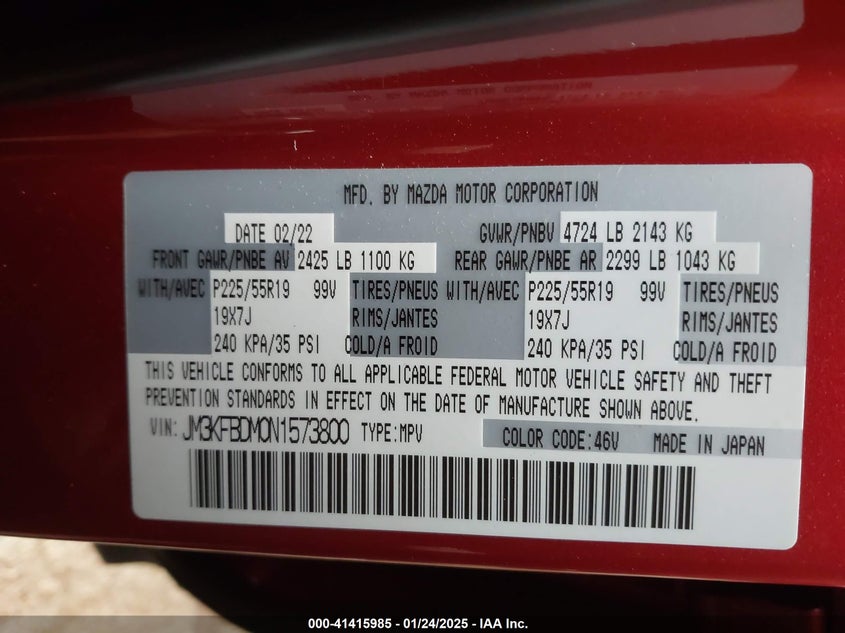 MFD. BY MAZDA MOTOR CORPORATION
DATE 02/22 GVWR/PNBV 4724 LB 2143 KG
FRONT GAWR/PNBE AV 2425 LB 1100 KG REAR GAWR/PNBE AR 2299 LB 1043 KG
WITH/AVEC P225/55R19 99V TIRES/PNEUS WITH/AVEC P225/55R19 99V TIRES/PNEUS
19X7J RIMS/JANTES 19X7J RIMS/JANTES
240 KPA/35 PSI COLD/A FROID 240 KPA/35 PSI COLD/A FROID
THIS VEHICLE CONFORMS TO ALL APPLICABLE FEDERAL MOTOR VEHICLE SAFETY AND THEFT
PREVENTION STANDARDS IN EFFECT ON THE DATE OF MANUFACTURE SHOWN ABOVE.
VIN: JM3KFBDM0N1573800 TYPE:MPV COLOR CODE:46V MADE IN JAPAN
000-41415985 - 01/24/2025 - IAA Inc.